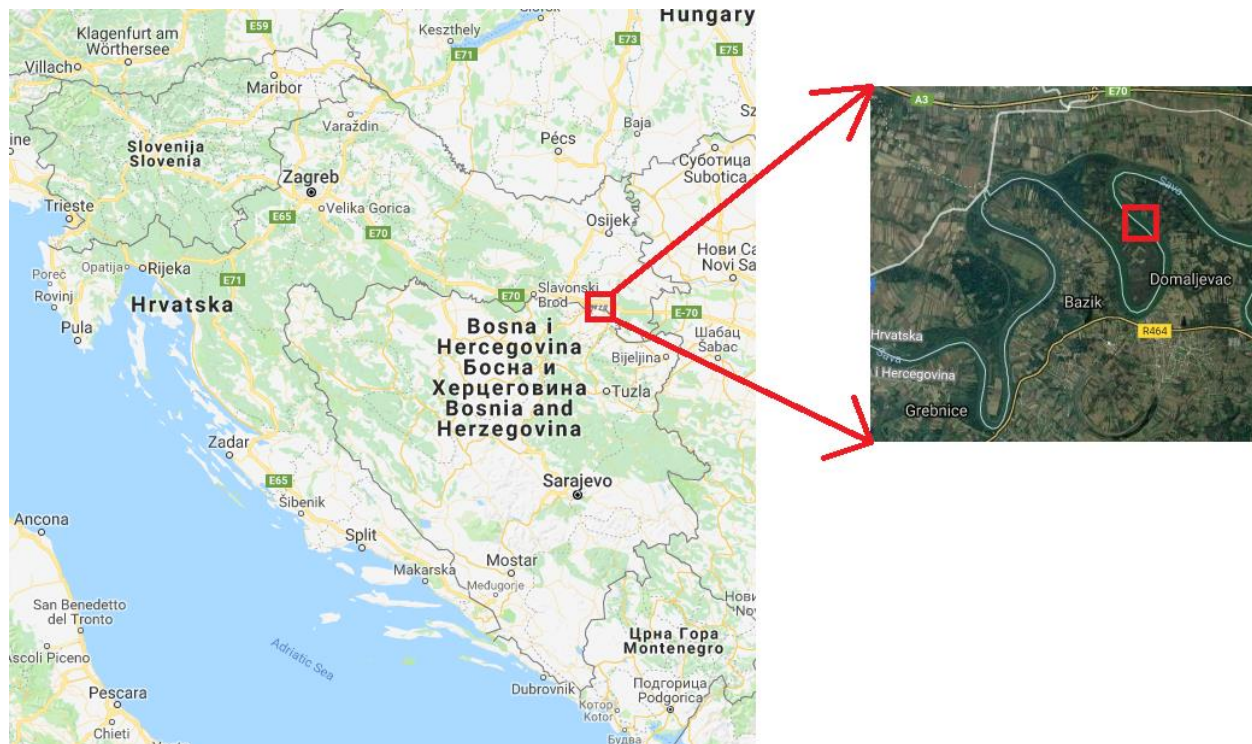 Hungary
E59
Klagenfurt am
Wörthersee
Keszthely
E73
E71
E75
Villach
Maribor
Varaždin
Pécs
Baja
Slovenija
Slovenia
Суботица
Subotica
Zagreb
Trieste
Velika Gorica
E65
Osijek
E70
Poreč
Opatija
Rijeka
E71
Rovinj
Hrvatska
Slavonski
Brod
E70
E-70
Pula
Шабац
Šabac
Bosna i
Hercegovina
Босна и
Херцеговина
Bosnia and
Herzegovina
Bijeljina
Tuzla
Zadar
E65
Sarajevo
Šibenik
Ancona
Split
Makarska
Mostar
Međugorje
San Benedetto
del Tronto
Црна Гора
Montenegro
Ascoli Piceno
Adriatic Sea
Подгорица
Podgorica
Pescara
Dubrovnik
Котор
Kotor
Chieti
Будва
A3
E70
Sava
Domaljevac
Bazik
R464
Hrvatska
Sava
i Hercegovina
Grebnice